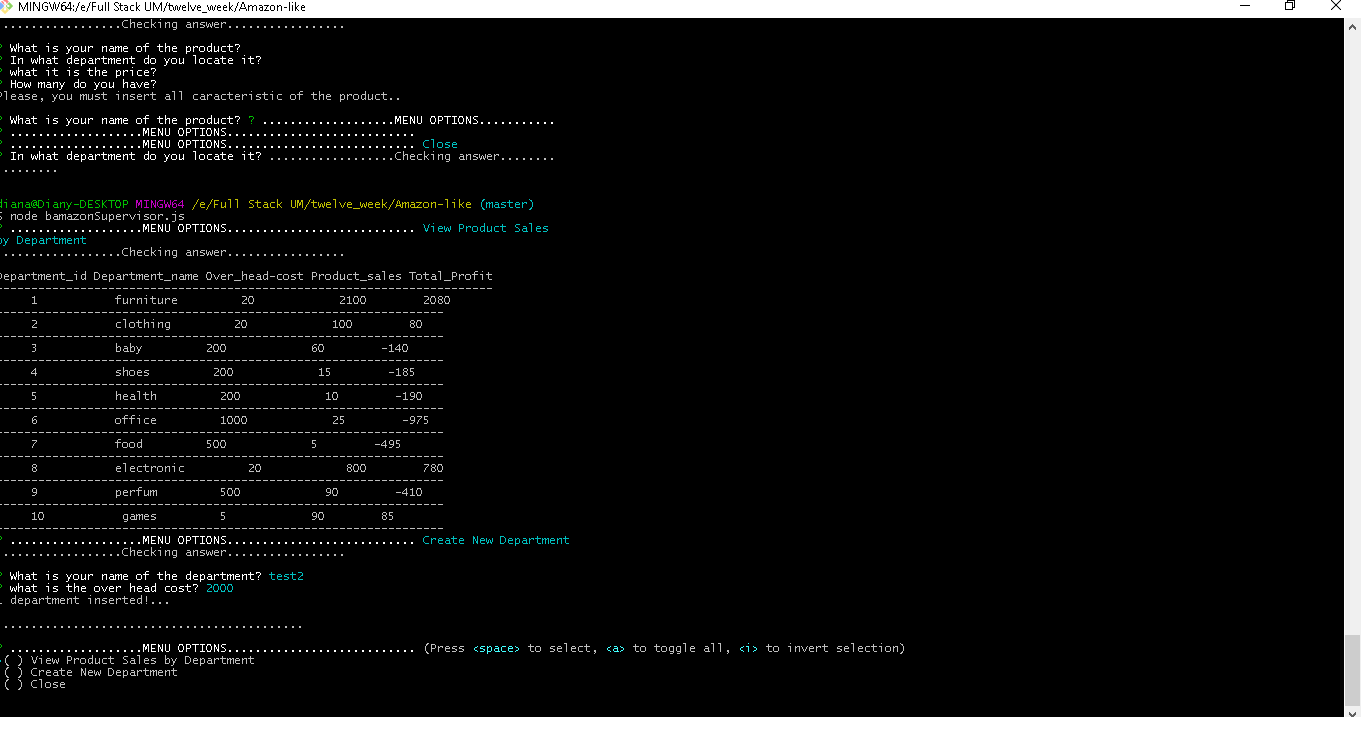 MINGW64:/e/Full Stack UM/twelve_week/Amazon-like
.................Checking answer.................
? What is your name of the product?
? In what department do you locate it?
? what it is the price?
? How many do you have?
Please, you must insert all caracteristic of the product..
? What is your name of the product? ? ...................MENU OPTIONS...........
? ...................MENU OPTIONS...........................
? ...................MENU OPTIONS........................... Close
? In what department do you locate it? ..................Checking answer........
........
diana@Diany-DESKTOP MINGW64 /e/Full Stack UM/twelve_week/Amazon-like (master)
$ node bamazonSupervisor.js
? ...................MENU OPTIONS........................... View Product Sales
by Department
.................Checking answer.................
Department_id Department_name Over_head-cost Product_sales Total_Profit
----------------------------------------------------------------------
1 furniture 20 2100 2080
---------------------------------------------------------------
2 clothing 20 100 80
---------------------------------------------------------------
3 baby 200 60 -140
---------------------------------------------------------------
4 shoes 200 15 -185
---------------------------------------------------------------
5 health 200 10 -190
---------------------------------------------------------------
6 office 1000 25 -975
---------------------------------------------------------------
7 food 500 5 -495
---------------------------------------------------------------
8 electronic 20 800 780
---------------------------------------------------------------
9 perfum 500 90 -410
---------------------------------------------------------------
10 games 5 90 85
---------------------------------------------------------------
? ...................MENU OPTIONS........................... Create New Department
.................Checking answer.................
? What is your name of the department? test2
? what is the over head cost? 2000
1 department inserted!...
...........................................
? ...................MENU OPTIONS........................... (Press <space> to select, <a> to toggle all, <i> to invert selection)
>( ) View Product Sales by Department
( ) Create New Department
( ) Close